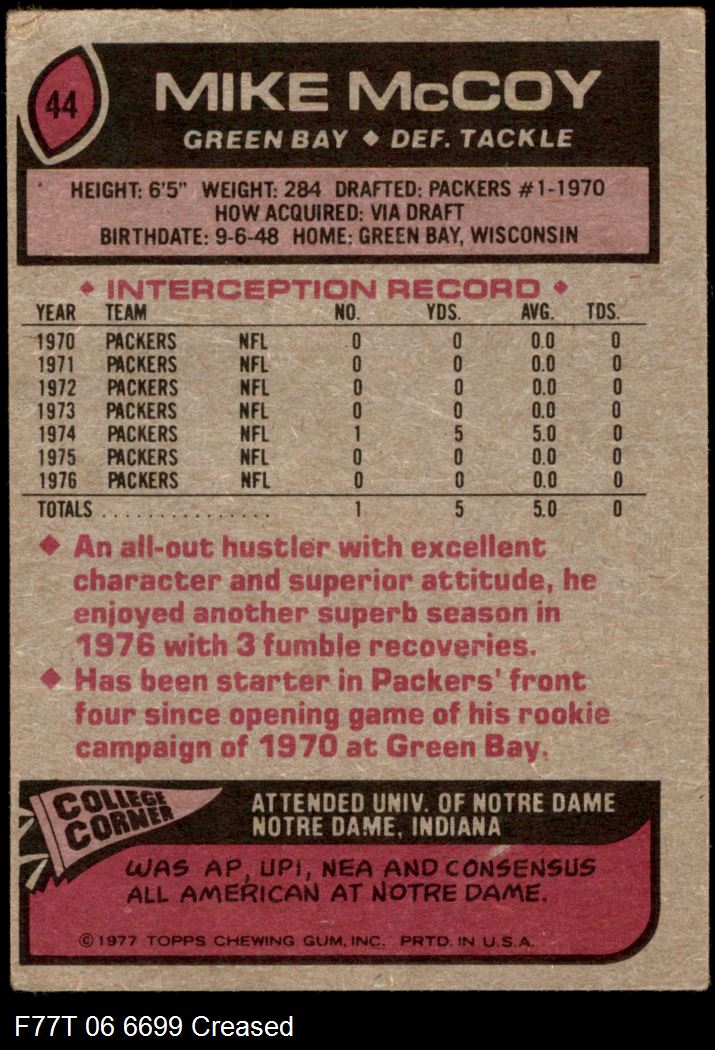 44
MIKE McCOY
GREEN BAY ♦ DEF. TACKLE
HEIGHT: 6'5" WEIGHT: 284 DRAFTED: PACKERS #1-1970
HOW ACQUIRED: VIA DRAFT
BIRTHDATE: 9-6-48 HOME: GREEN BAY, WISCONSIN
♦ INTERCEPTION RECORD ♦
YEAR TEAM NO. YDS. AVG. TDS.
1970 PACKERS NFL 0 0 0.0 0
1971 PACKERS NFL 0 0 0.0 0
1972 PACKERS NFL 0 0 0.0 0
1973 PACKERS NFL 0 0 0.0 0
1974 PACKERS NFL 1 5 5.0 0
1975 PACKERS NFL 0 0 0.0 0
1976 PACKERS NFL 0 0 0.0 0
TOTALS . . . . . . . . . . . . . . . 1 5 5.0 0
♦ An all-out hustler with excellent
character and superior attitude, he
enjoyed another superb season in
1976 with 3 fumble recoveries.
♦ Has been starter in Packers' front
four since opening game of his rookie
campaign of 1970 at Green Bay.
COLLEGE
CORNER
ATTENDED UNIV. OF NOTRE DAME
NOTRE DAME, INDIANA
WAS AP, UPI, NEA AND CONSENSUS
ALL AMERICAN AT NOTRE DAME.
©1977 TOPPS CHEWING GUM, INC. PRTD. IN U.S.A.
F77T 06 6699 Creased